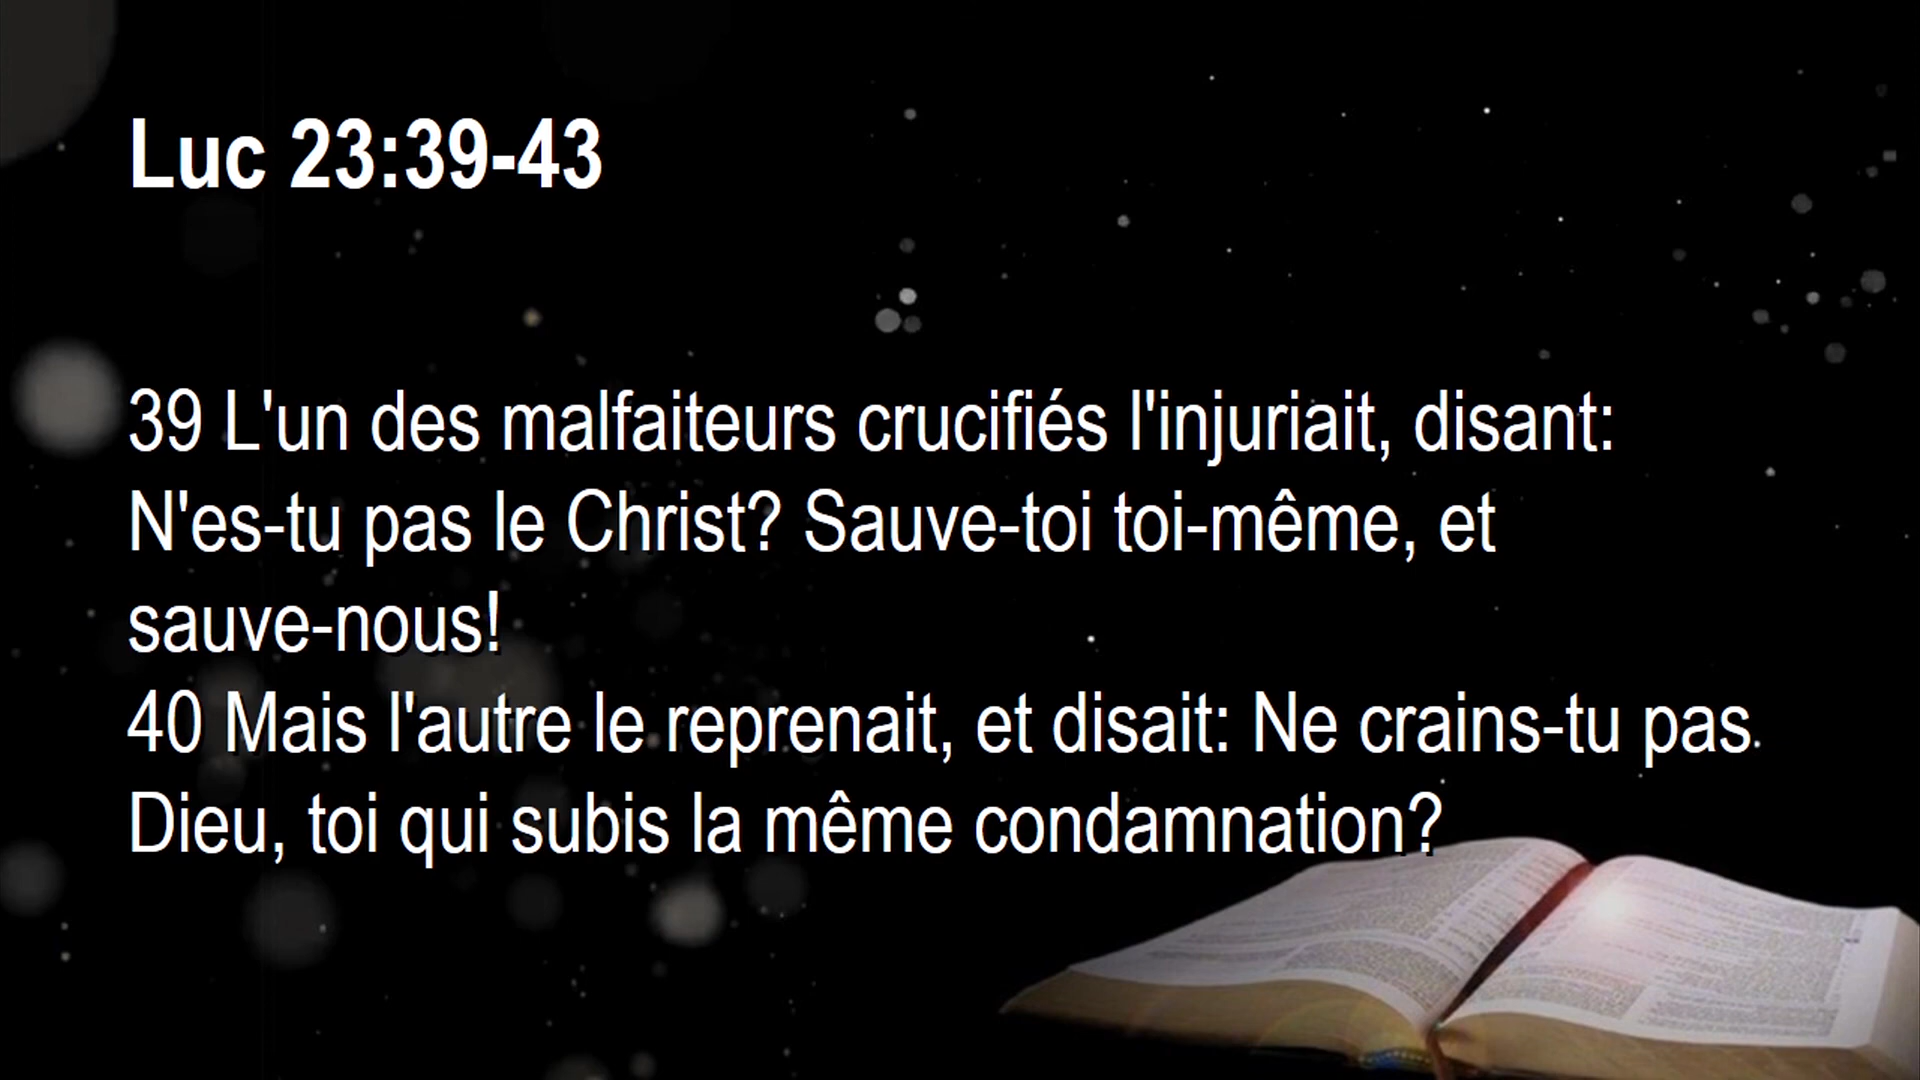 Luc 23:39-43
39 L'un des malfaiteurs crucifiés l'injuriait, disant:
N'es-tu pas le Christ? Sauve-toi toi-même, et
sauve-nous!
40 Mais l'autre le reprenait, et disait: Ne crains-tu pas
Dieu, toi qui subis la même condamnation?